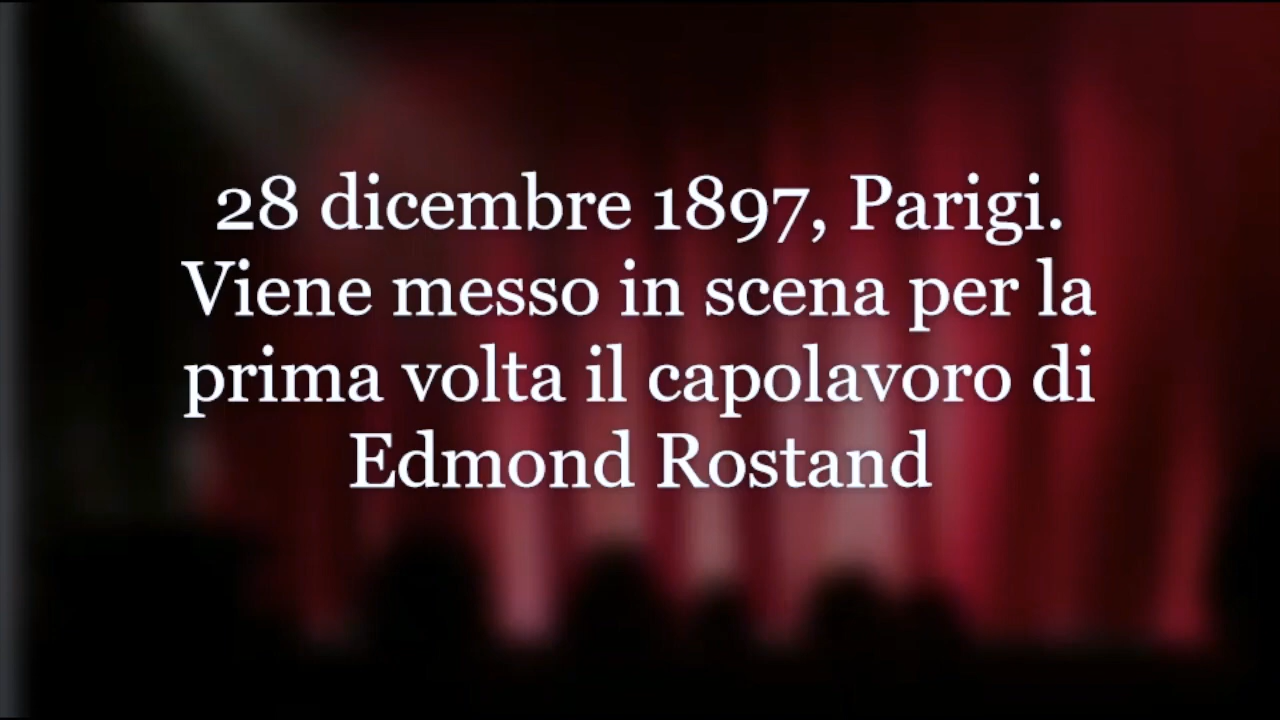 28 dicembre 1897, Parigi.
Viene messo in scena per la
prima volta il capolavoro di
Edmond Rostand